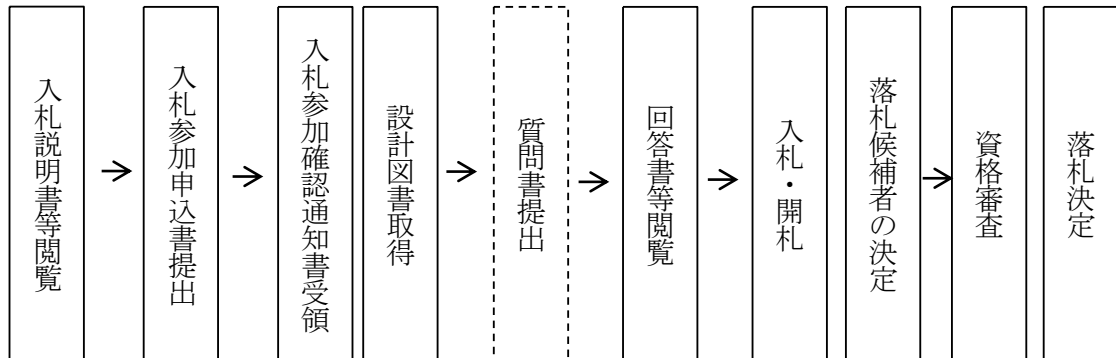 入札説明書等閲覧
入札参加申込書提出
入札参加確認通知書受領
設計図書取得
質問書提出
回答書等閲覧
入札・開札
落札候補者の決定
資格審査
落札決定